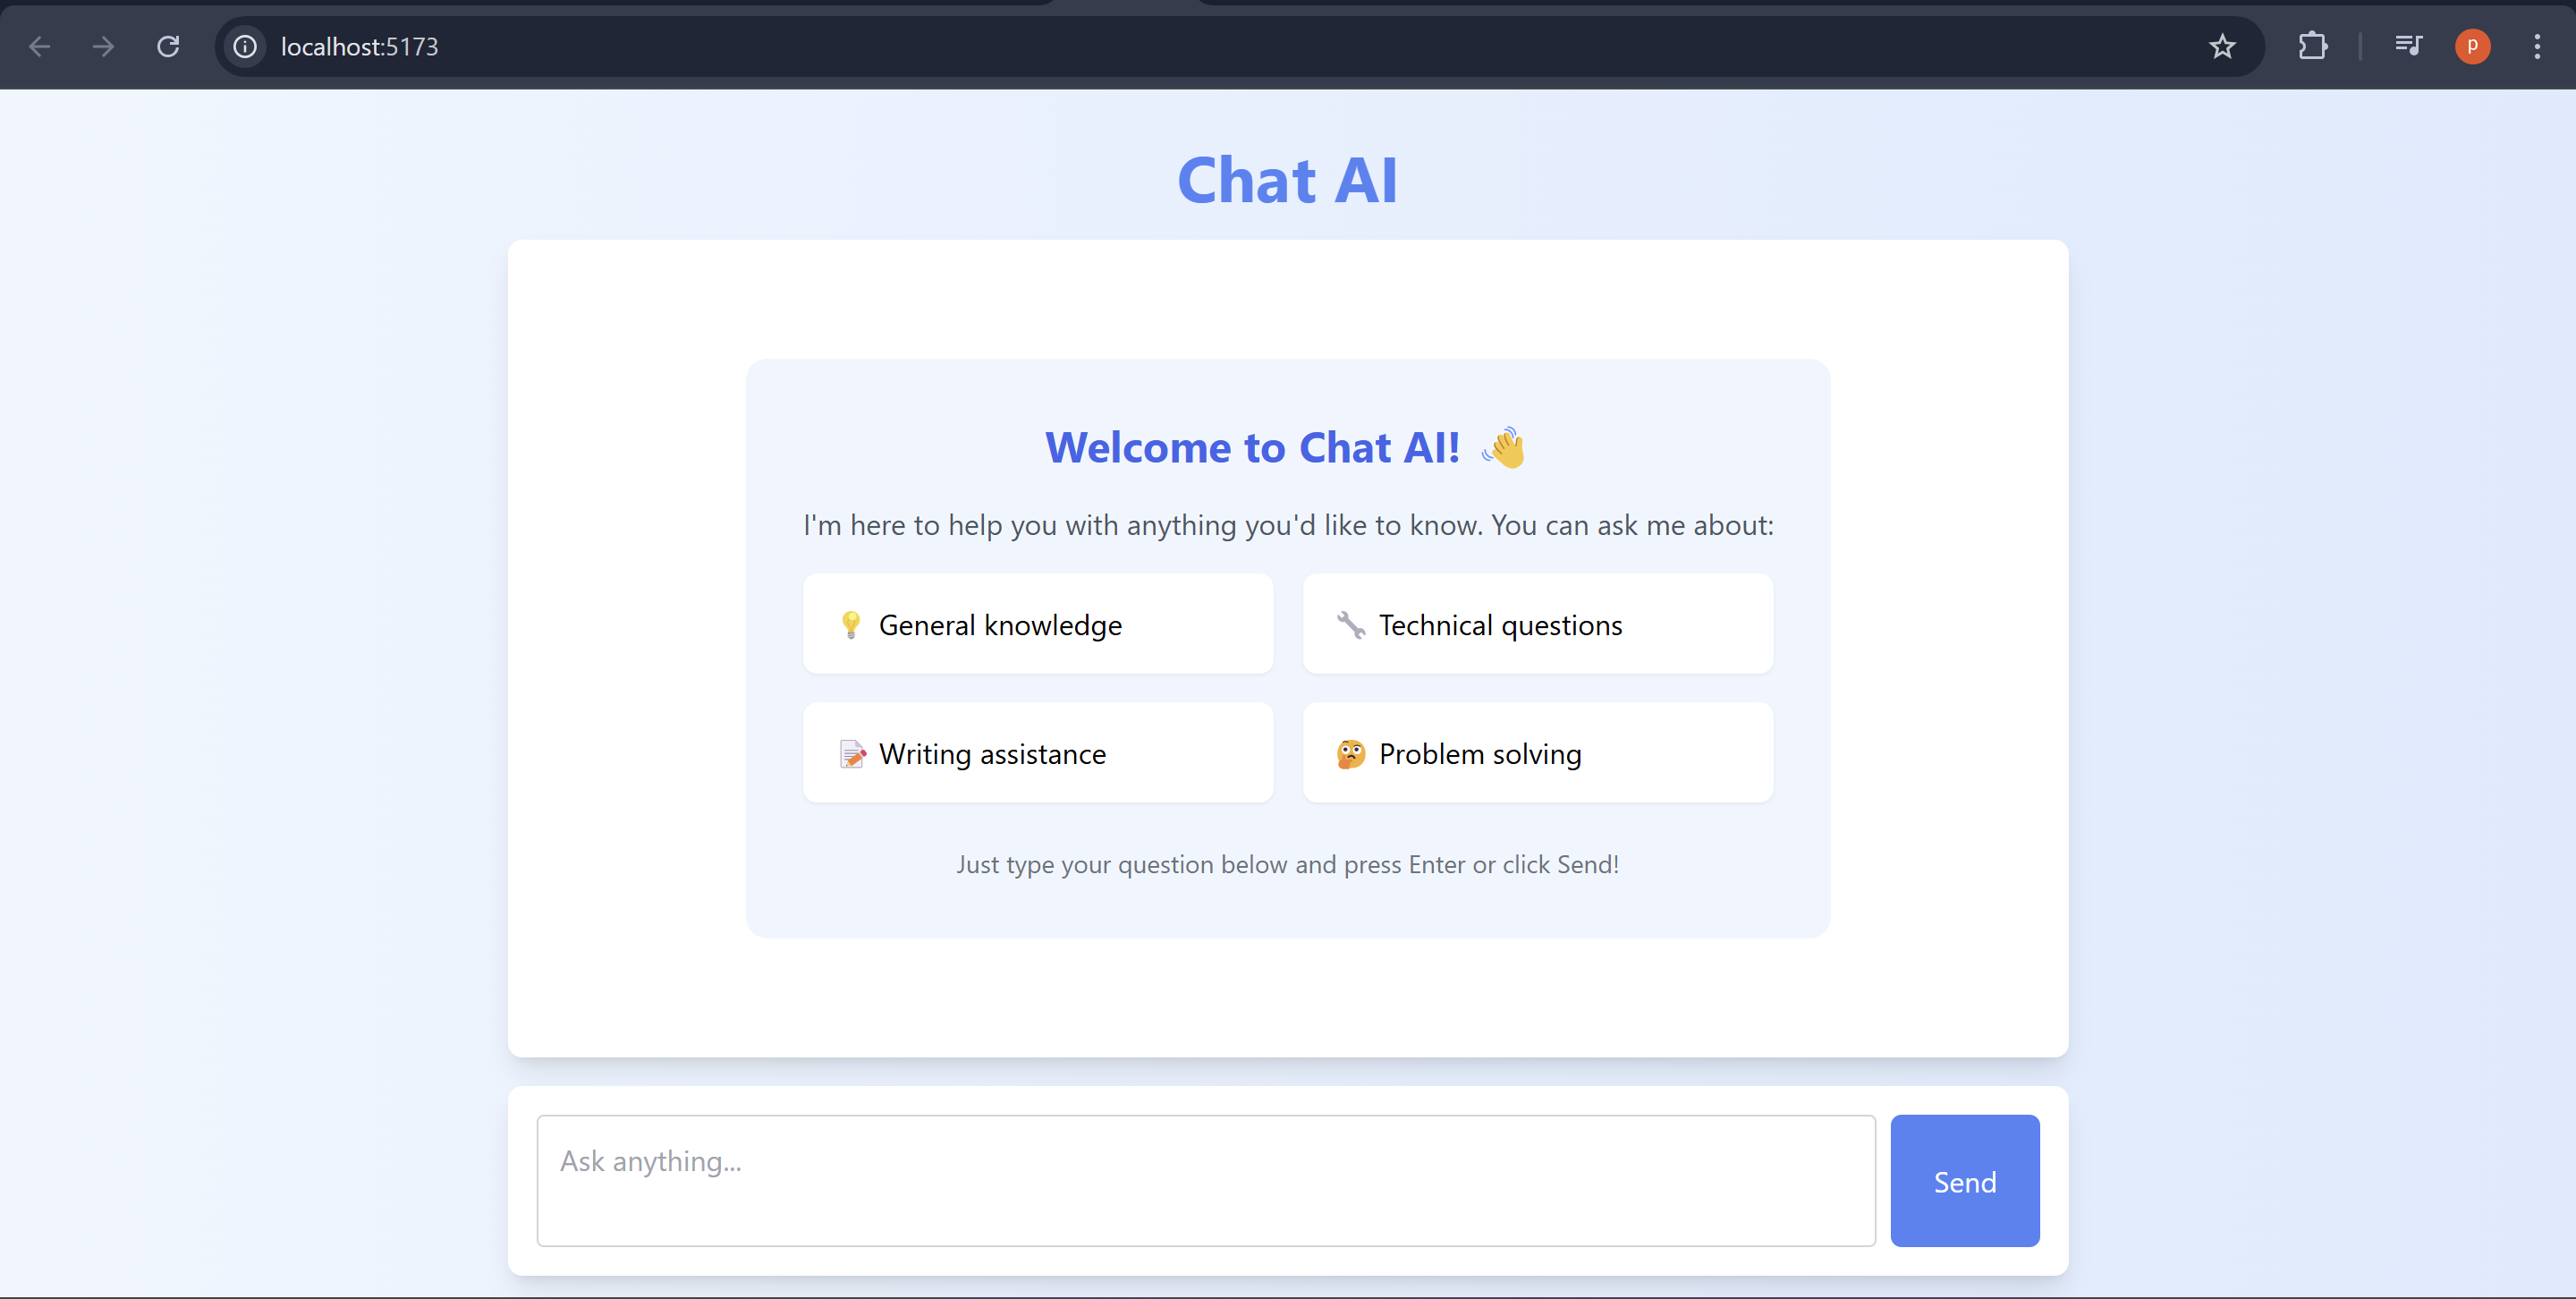 localhost:5173
p
Chat AI
Welcome to Chat AI! 👋
I'm here to help you with anything you'd like to know. You can ask me about:
💡 General knowledge
🔧 Technical questions
📝 Writing assistance
🤔 Problem solving
Just type your question below and press Enter or click Send!
Ask anything...
Send